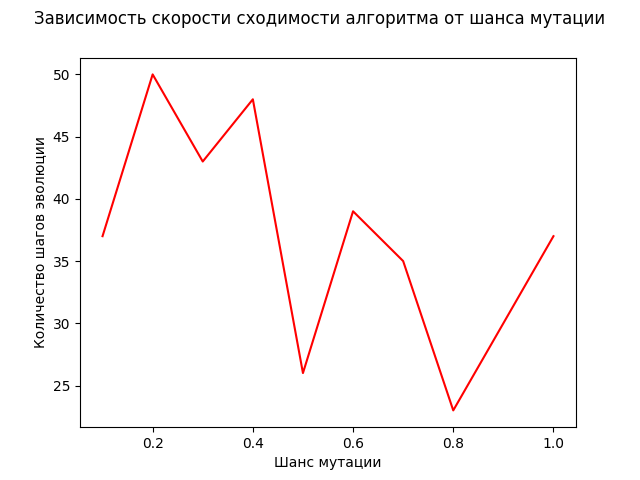 Зависимость скорости сходимости алгоритма от шанса мутации
50
45
40
35
30
25
Количество шагов эволюции
0.2 0.4 0.6 0.8 1.0
Шанс мутации